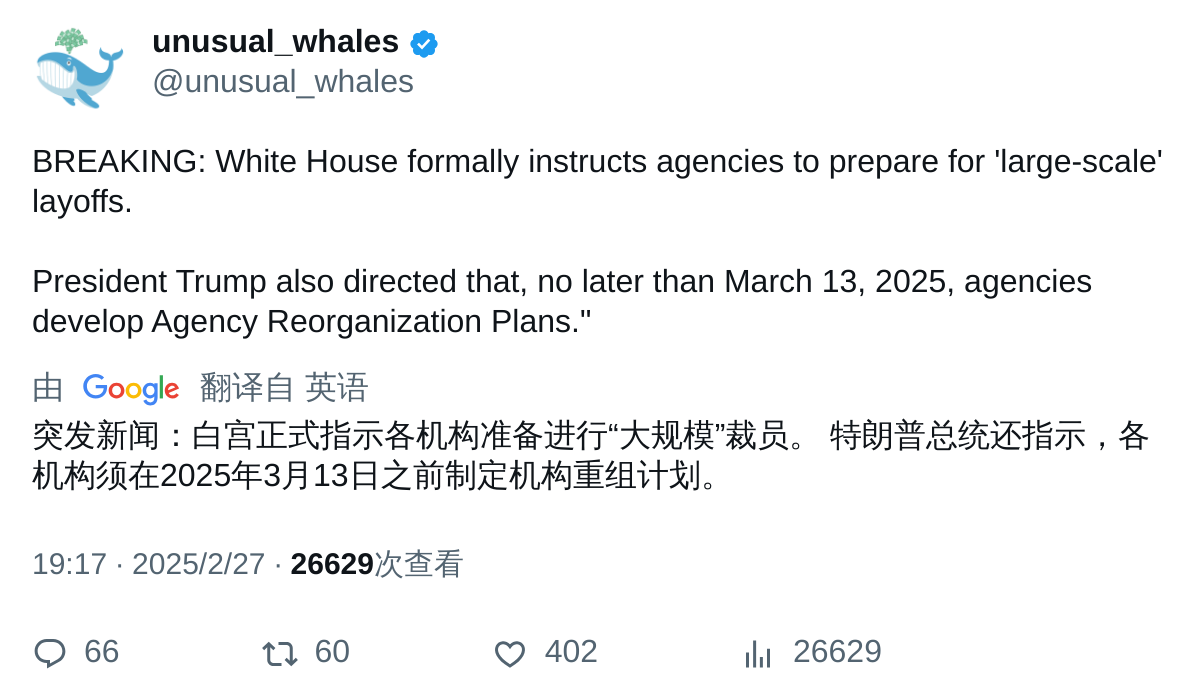 unusual_whales
@unusual_whales
BREAKING: White House formally instructs agencies to prepare for 'large-scale'
layoffs.
President Trump also directed that, no later than March 13, 2025, agencies
develop Agency Reorganization Plans."
由 Google 翻译自 英语
突发新闻：白宫正式指示各机构准备进行“大规模”裁员。 特朗普总统还指示，各
机构须在2025年3月13日之前制定机构重组计划。
19:17 · 2025/2/27 · 26629次查看
66 60 402 26629